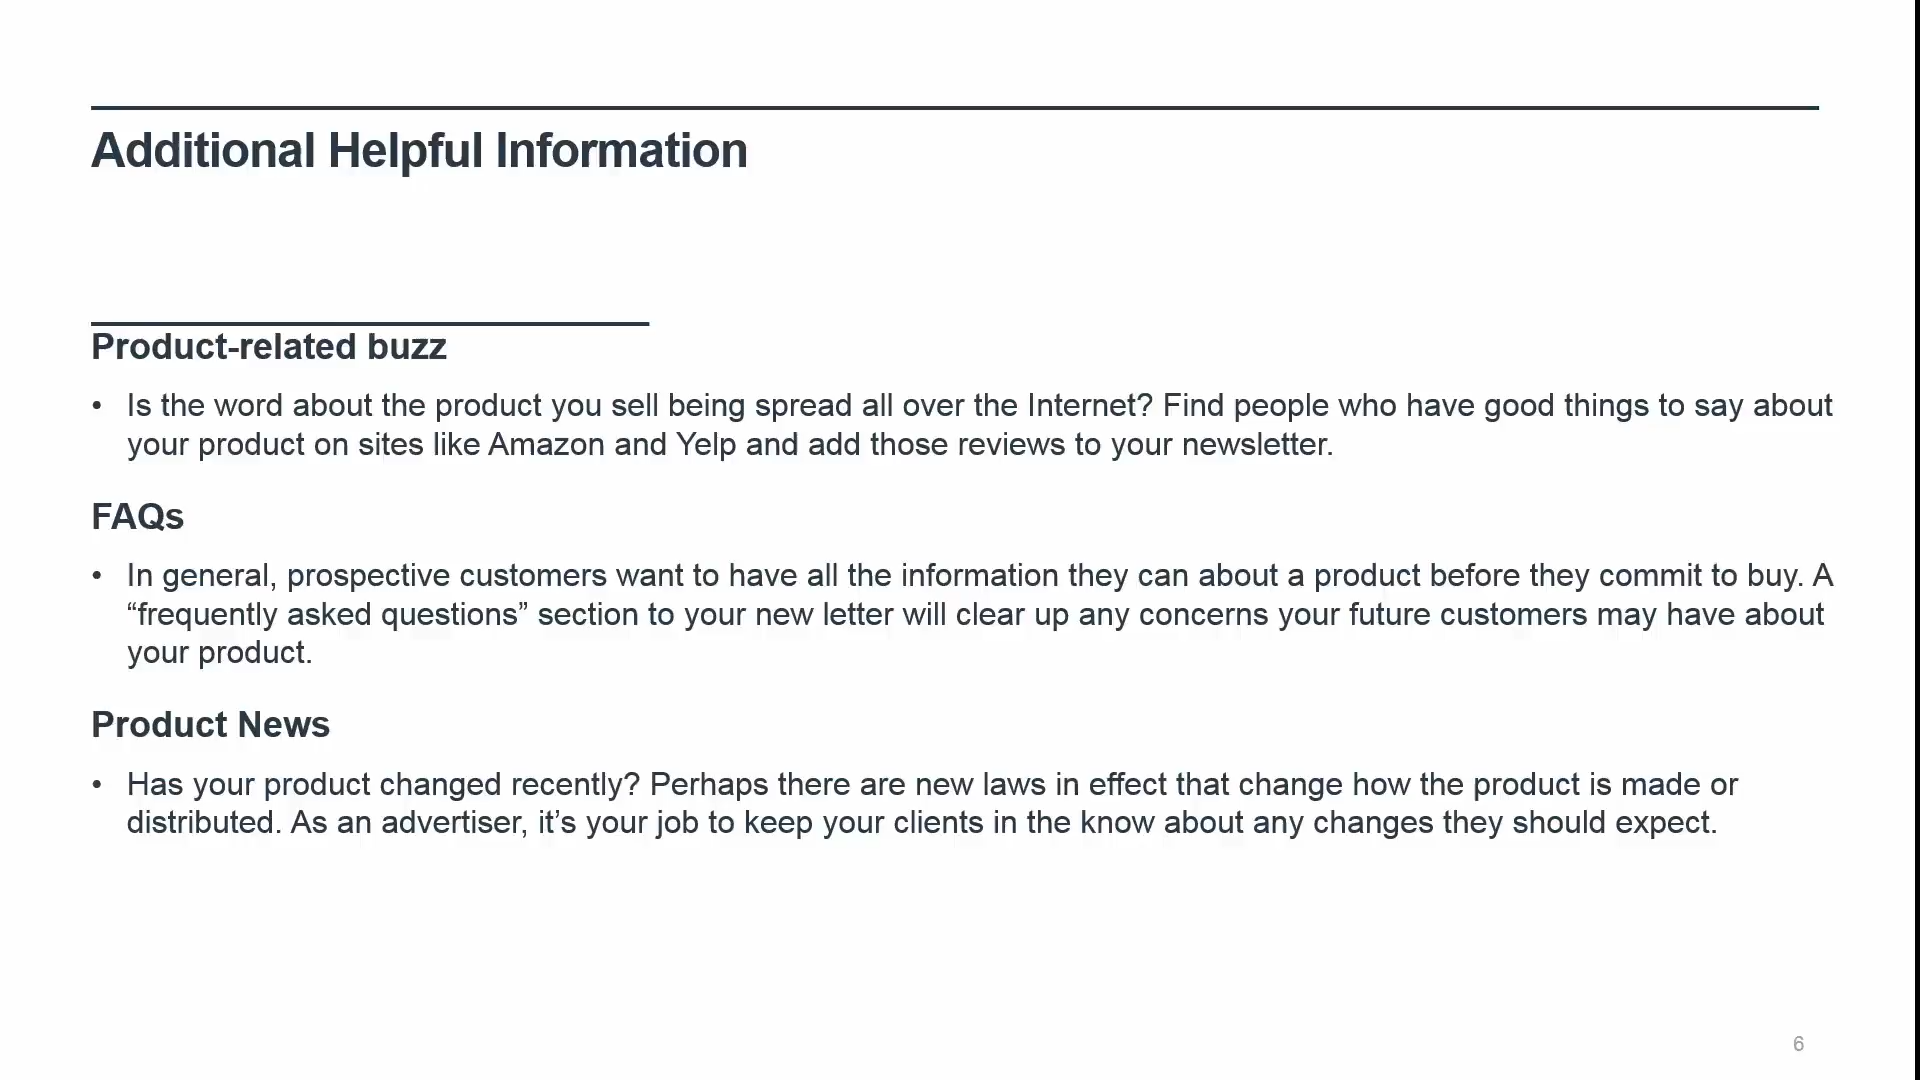 Additional Helpful Information
Product-related buzz
• Is the word about the product you sell being spread all over the Internet? Find people who have good things to say about
your product on sites like Amazon and Yelp and add those reviews to your newsletter.
FAQs
• In general, prospective customers want to have all the information they can about a product before they commit to buy. A
“frequently asked questions” section to your new letter will clear up any concerns your future customers may have about
your product.
Product News
• Has your product changed recently? Perhaps there are new laws in effect that change how the product is made or
distributed. As an advertiser, it’s your job to keep your clients in the know about any changes they should expect.
6